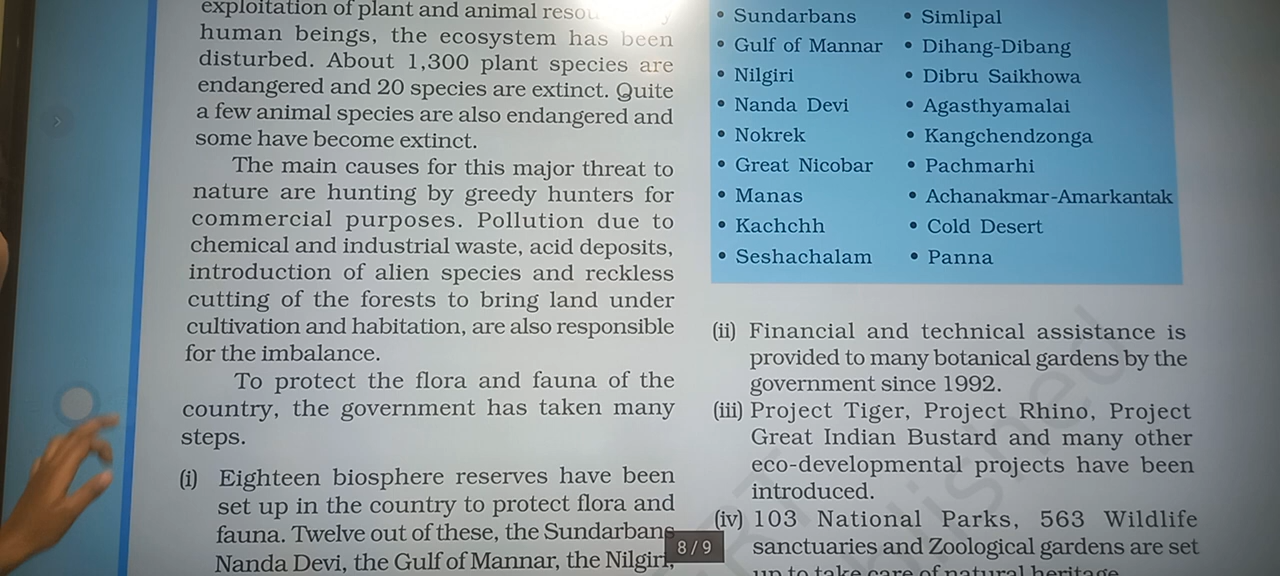 exploitation of plant and animal
human beings, the ecosystem has been
disturbed. About 1,300 plant species are
endangered and 20 species are extinct. Quite
a few animal species are also endangered and
some have become extinct.
The main causes for this major threat to
nature are hunting by greedy hunters for
commercial purposes. Pollution due to
chemical and industrial waste, acid deposits,
introduction of alien species and reckless
cutting of the forests to bring land under
cultivation and habitation, are also responsible
for the imbalance.
To protect the flora and fauna of the
country, the government has taken many
steps.
(i) Eighteen biosphere reserves have been
set up in the country to protect flora and
fauna. Twelve out of these, the Sundarbans
Nanda Devi, the Gulf of Mannar, the Nilgiri,
• Sundarbans • Simlipal
• Gulf of Mannar • Dihang-Dibang
• Nilgiri • Dibru Saikhowa
• Nanda Devi • Agasthyamalai
• Nokrek • Kangchendzonga
• Great Nicobar • Pachmarhi
• Manas • Achanakmar-Amarkantak
• Kachchh • Cold Desert
• Seshachalam • Panna
(ii) Financial and technical assistance is
provided to many botanical gardens by the
government since 1992.
(iii) Project Tiger, Project Rhino, Project
Great Indian Bustard and many other
eco-developmental projects have been
introduced.
(iv) 103 National Parks, 563 Wildlife
sanctuaries and Zoological gardens are set
up to take care of natural heritage
8 / 9